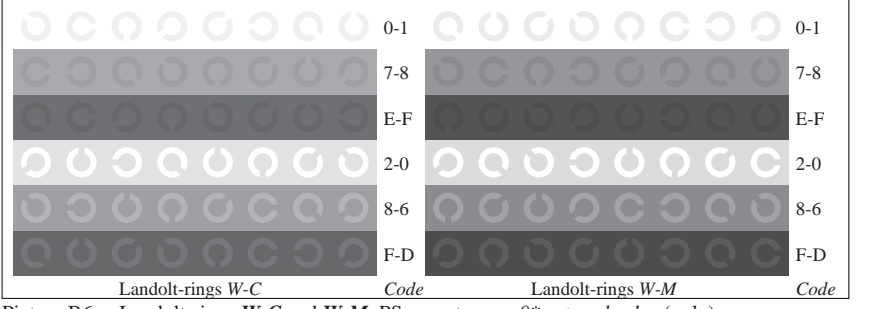 0-1 0-1
7-8 7-8
E-F E-F
2-0 2-0
8-6 8-6
F-D F-D
Landolt-rings W-C Code Landolt-rings W-M Code